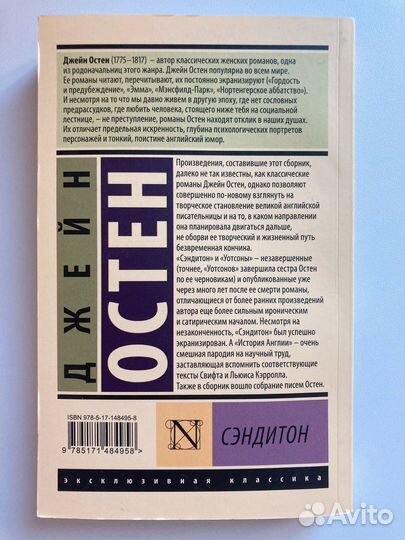 Джейн Остен (1775–1817) – автор классических женских романов, одна
из родоначальниц этого жанра. Джейн Остен популярна во всем мире.
Ее романы читают, перечитывают, их постоянно экранизируют («Гордость
и предубеждение», «Эмма», «Мэнсфилд-Парк», «Нортенгерское аббатство»).
И несмотря на то что мы давно живем в другую эпоху, где нет сословных
предрассудков, где любить человека, стоящего ниже тебя на социальной
лестнице, – не преступление, романы Остен находят отклик в наших душах.
Их отличает предельная искренность, глубина психологических портретов
персонажей и тонкий, поистине английский юмор.
ДЖЕЙН
ОСТЕН
Произведения, составившие этот сборник,
далеко не так известны, как классические
романы Джейн Остен, однако позволяют
совершенно по-новому взглянуть на
творческое становление великой английской
писательницы и на то, в каком направлении
она планировала двигаться дальше,
не оборви ее творческий и жизненный путь
безвременная кончина.
«Сэндитон» и «Уотсоны» – незавершенные
(точнее, «Уотсонов» завершила сестра Остен
по ее черновикам) и опубликованные уже
через много лет после ее смерти романы,
отличающиеся от более ранних произведений
автора еще более сильным ироническим
и сатирическим началом. Несмотря на
незаконченность, «Сэндитон» был успешно
экранизирован. А «История Англии» – очень
смешная пародия на научный труд,
заставляющая вспомнить соответствующие
тексты Свифта и Льюиса Кэрролла.
Также в сборник вошло собрание писем Остен.
ISBN 978-5-17-148495-8
9 785171 484958 >
N
СЭНДИТОН
эксклюзивная классика
Avito